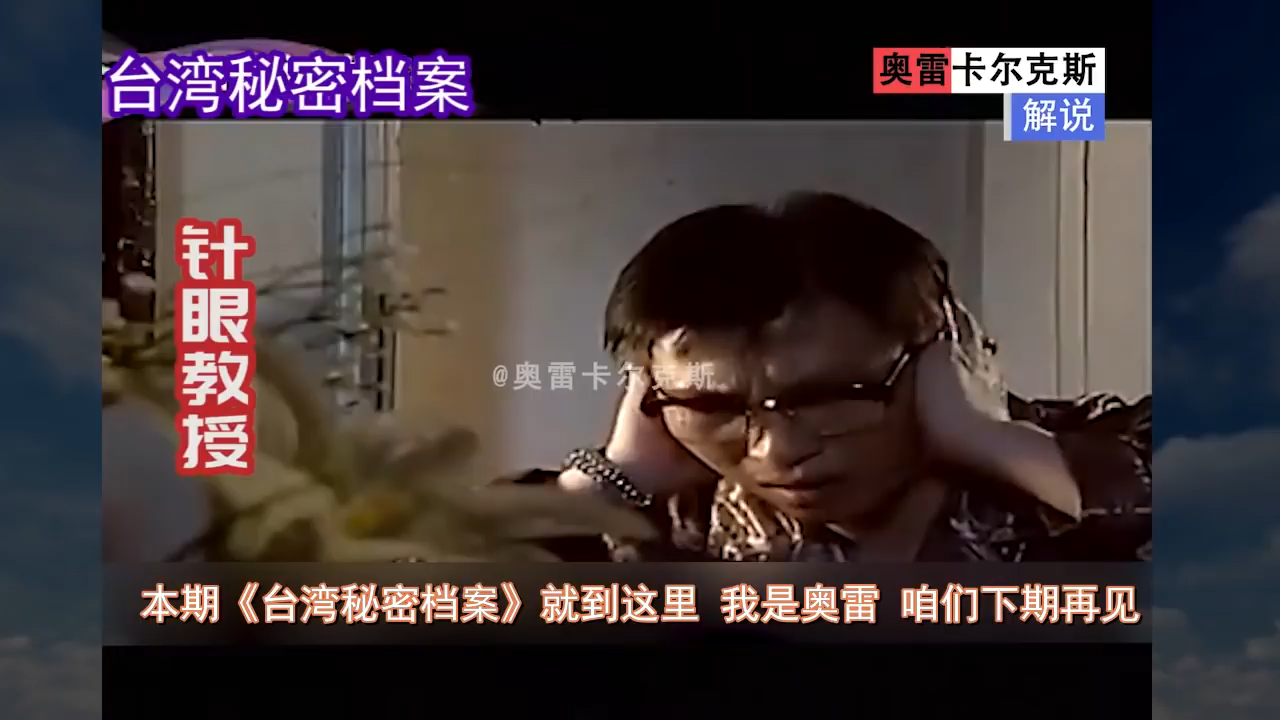 台湾秘密档案
奥雷卡尔克斯
解说
针眼教授
@奥雷卡尔克斯
本期《台湾秘密档案》就到这里 我是奥雷 咱们下期再见